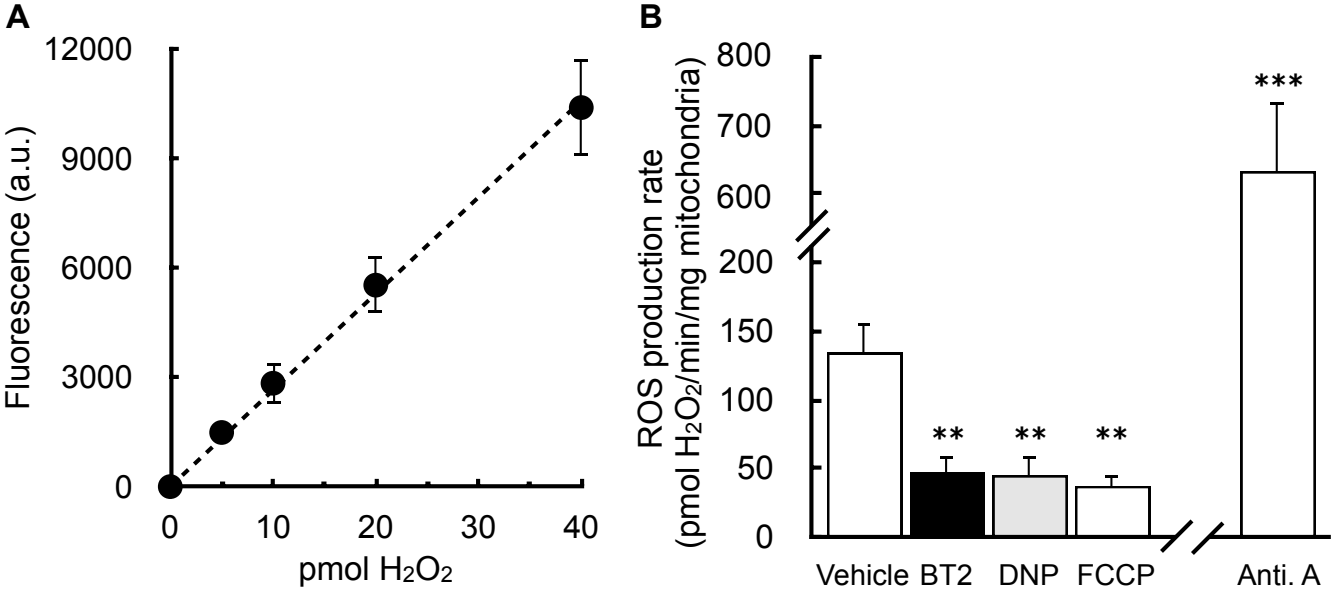 A
Fluorescence (a.u.)
12000
9000
6000
3000
0
0 10 20 30 40
pmol H₂O₂
B
ROS production rate
(pmol H₂O₂/min/mg mitochondria)
800
700
600
200
150
100
50
0
** ** ** ***
Vehicle BT2 DNP FCCP Anti. A